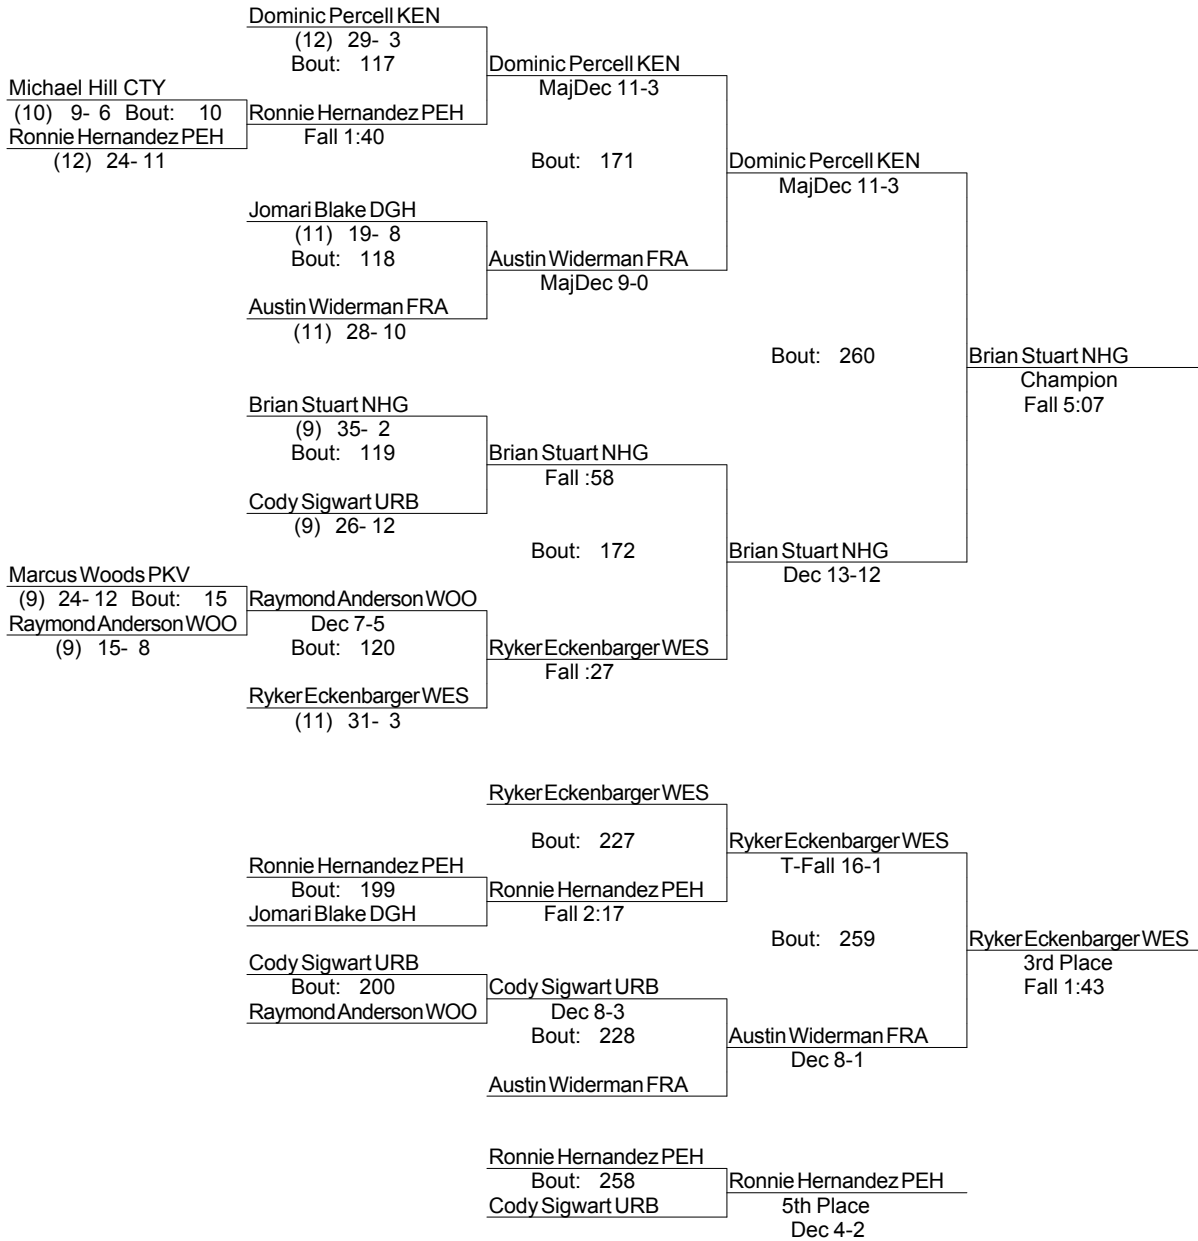 Dominic Percell KEN
(12) 29- 3
Bout: 117
Dominic Percell KEN
MajDec 11-3
Michael Hill CTY
(10) 9- 6 Bout: 10
Ronnie Hernandez PEH
Ronnie Hernandez PEH
Fall 1:40
(12) 24- 11
Bout: 171
Dominic Percell KEN
MajDec 11-3
Jomari Blake DGH
(11) 19- 8
Bout: 118
Austin Widerman FRA
MajDec 9-0
Austin Widerman FRA
(11) 28- 10
Bout: 260
Brian Stuart NHG
Champion
Fall 5:07
Brian Stuart NHG
(9) 35- 2
Bout: 119
Brian Stuart NHG
Fall :58
Cody Sigwart URB
(9) 26- 12
Bout: 172
Brian Stuart NHG
Dec 13-12
Marcus Woods PKV
(9) 24- 12 Bout: 15
Raymond Anderson WOO
Raymond Anderson WOO
Dec 7-5
(9) 15- 8
Bout: 120
Ryker Eckenbarger WES
Fall :27
Ryker Eckenbarger WES
(11) 31- 3
Ryker Eckenbarger WES
Bout: 227
Ryker Eckenbarger WES
T-Fall 16-1
Ronnie Hernandez PEH
Bout: 199
Jomari Blake DGH
Ronnie Hernandez PEH
Fall 2:17
Bout: 259
Ryker Eckenbarger WES
3rd Place
Fall 1:43
Cody Sigwart URB
Bout: 200
Raymond Anderson WOO
Cody Sigwart URB
Dec 8-3
Bout: 228
Austin Widerman FRA
Dec 8-1
Austin Widerman FRA
Ronnie Hernandez PEH
Bout: 258
Cody Sigwart URB
Ronnie Hernandez PEH
5th Place
Dec 4-2